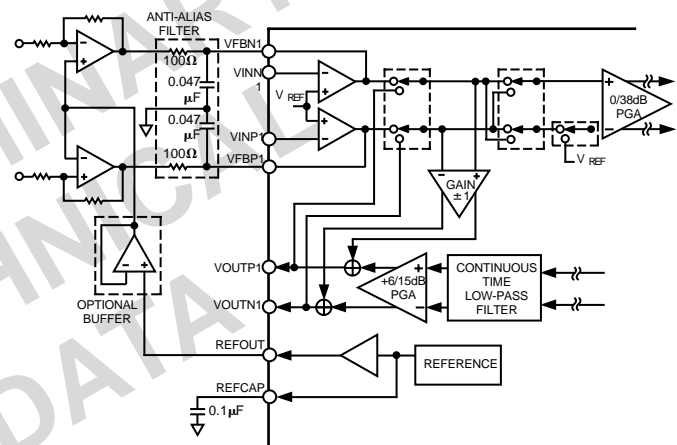 ANTI-ALIAS
FILTER
VFBN1
100Ω
0.047
μF
VINN
1
V REF
0.047
μF
VINP1
100Ω
VFBP1
0/38dB
PGA
V REF
GAIN
±1
VOUTP1
+6/15dB
PGA
CONTINUOUS
TIME
LOW-PASS
FILTER
VOUTN1
OPTIONAL
BUFFER
REFOUT
REFERENCE
REFCAP
0.1μF
TECHNICAL
DATA